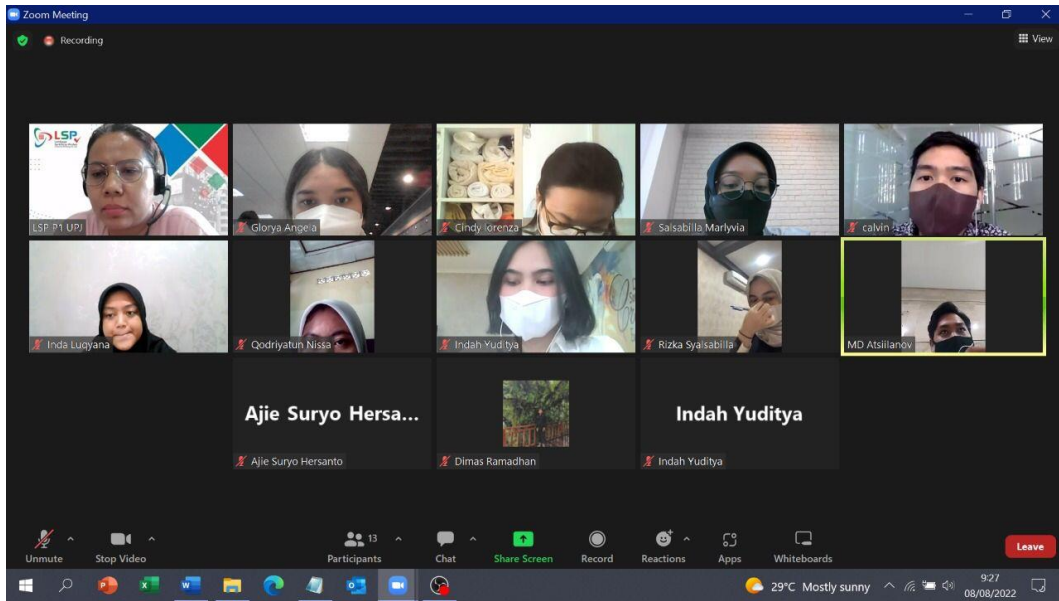 Zoom Meeting
Recording
View
LSP
LSP P1 UPJ
Glorya Angela
Cindy lorenza
Salsabilla Marlyvia
calvin
Inda Luqyana
Qodriyatun Nissa
Indah Yuditya
Rizka Syalsabilla
MD Atsiilanov
Ajie Suryo Hersa...
Indah Yuditya
Ajie Suryo Hersanto
Dimas Ramadhan
Indah Yuditya
Unmute
Stop Video
13
Participants
Chat
Share Screen
Record
Reactions
Apps
Whiteboards
Leave
29°C Mostly sunny
9:27
08/08/2022